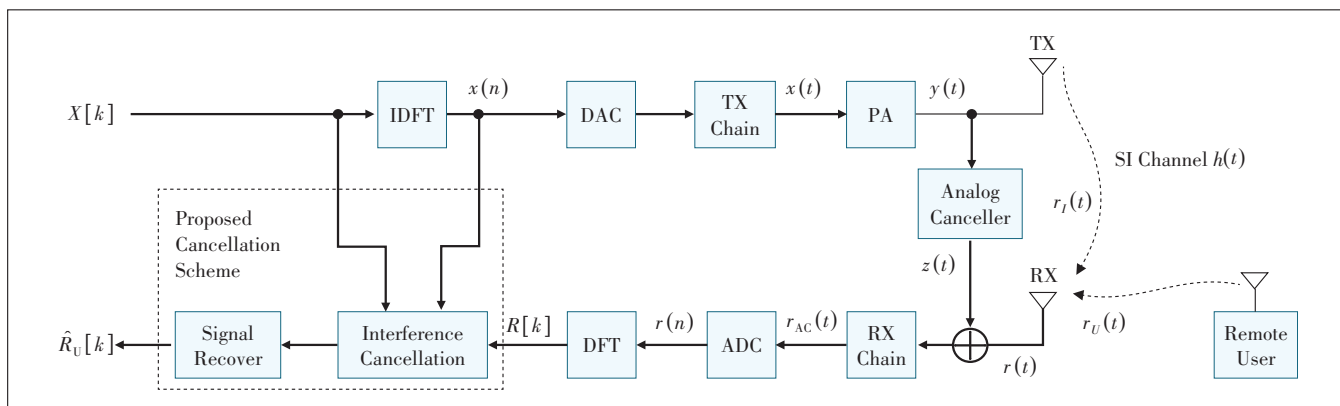 TX
X[k]
IDFT
x(n)
DAC
TX
Chain
x(t)
PA
y(t)
SI Channel h(t)
Analog
Canceller
r_I(t)
Proposed
Cancellation
Scheme
z(t)
RX
R̂_U[k]
Signal
Recover
Interference
Cancellation
R[k]
DFT
r(n)
ADC
r_AC(t)
RX
Chain
r(t)
r_U(t)
Remote
User